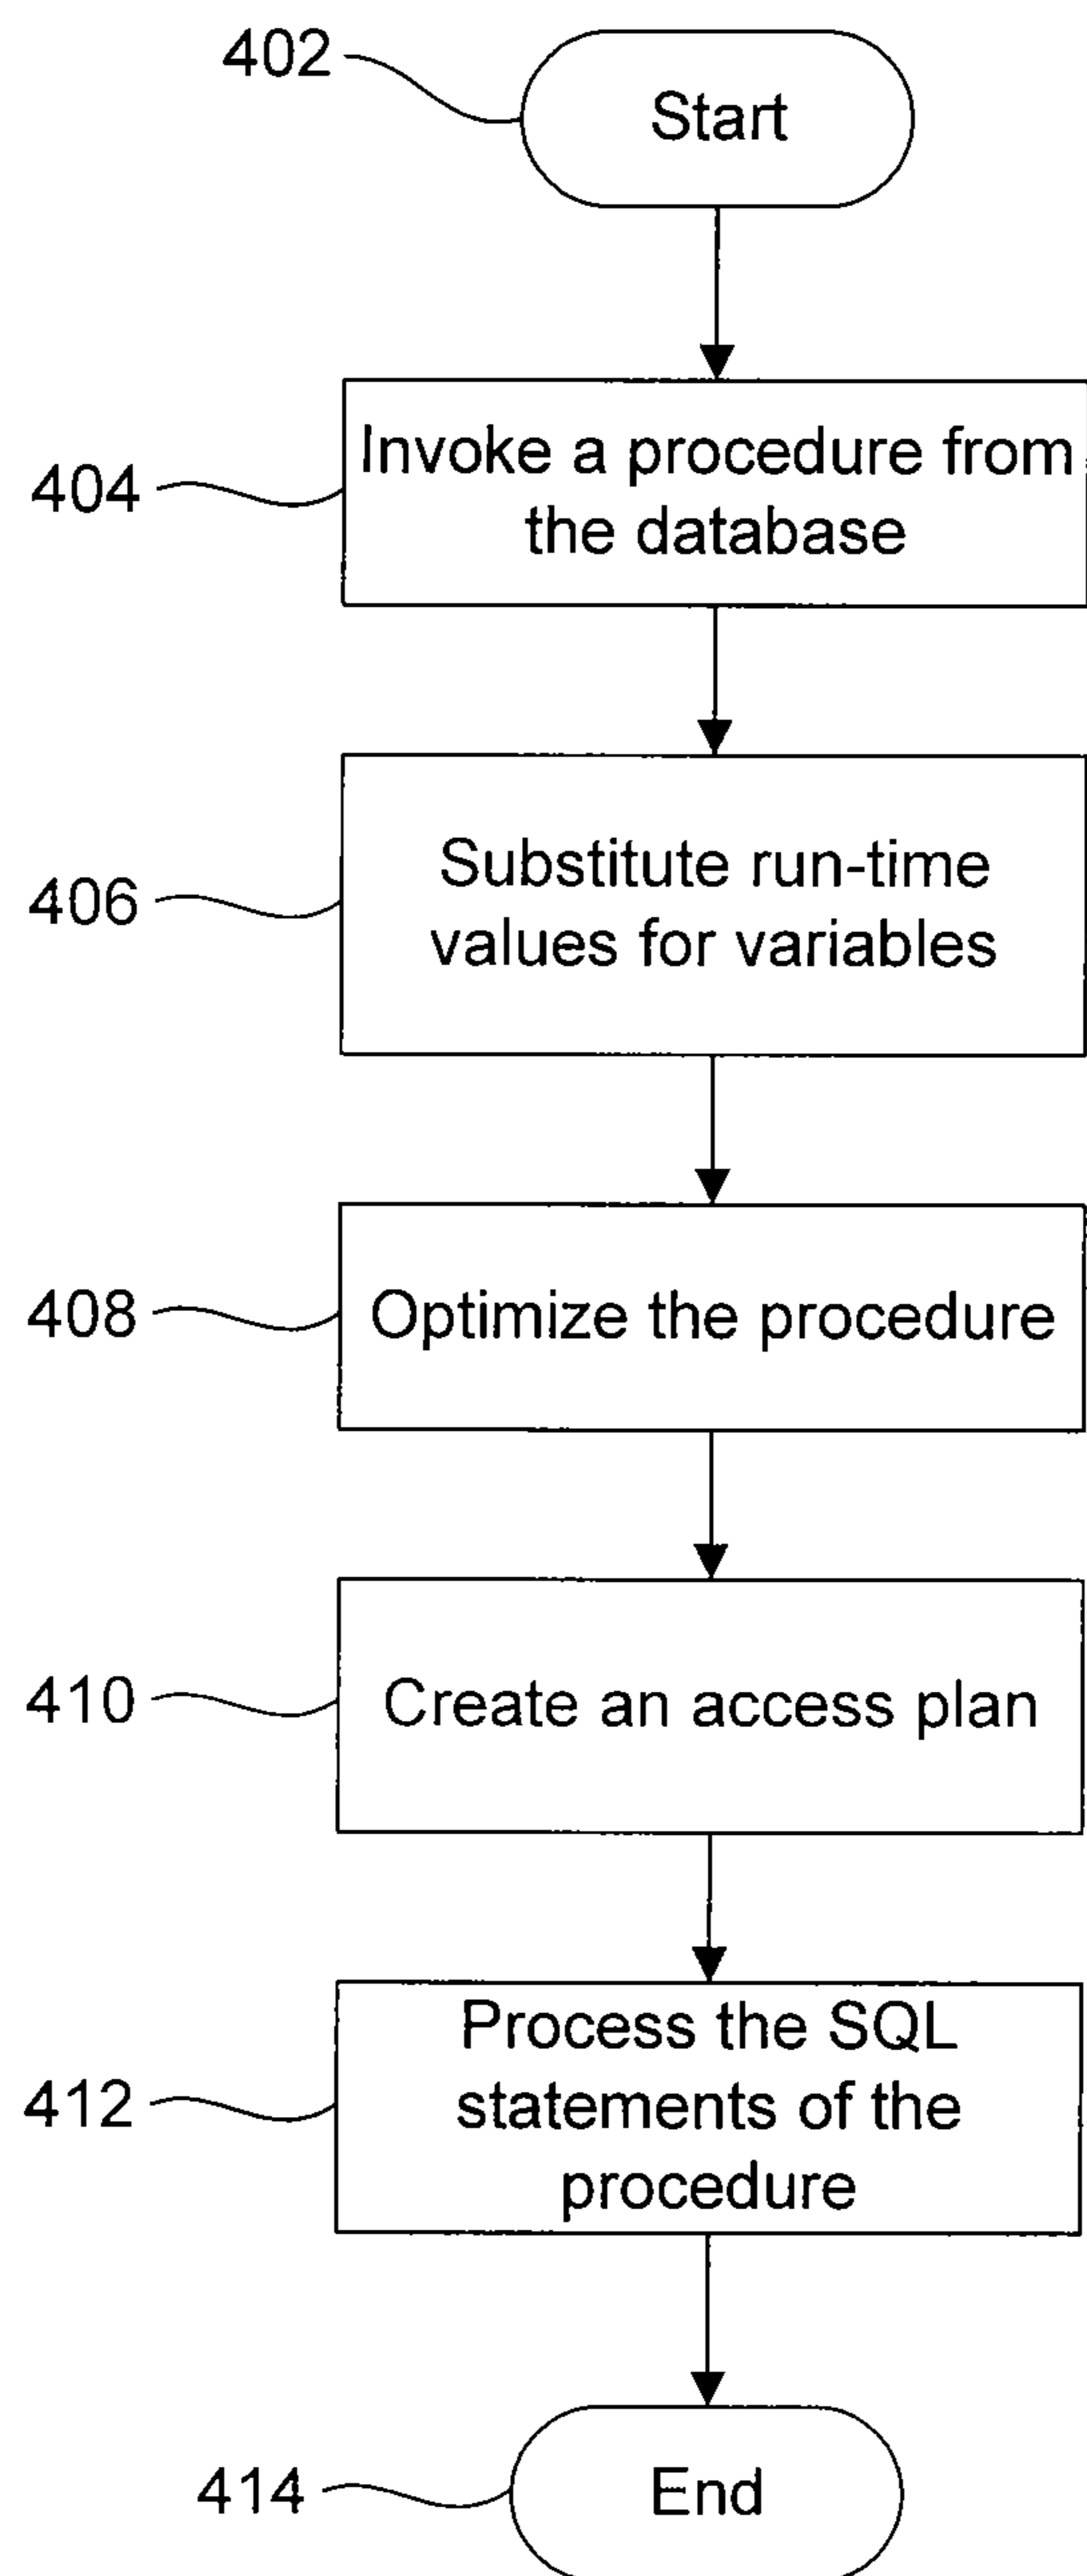 402
Start
404
Invoke a procedure from
the database
406
Substitute run-time
values for variables
408
Optimize the procedure
410
Create an access plan
412
Process the SQL
statements of the
procedure
414
End